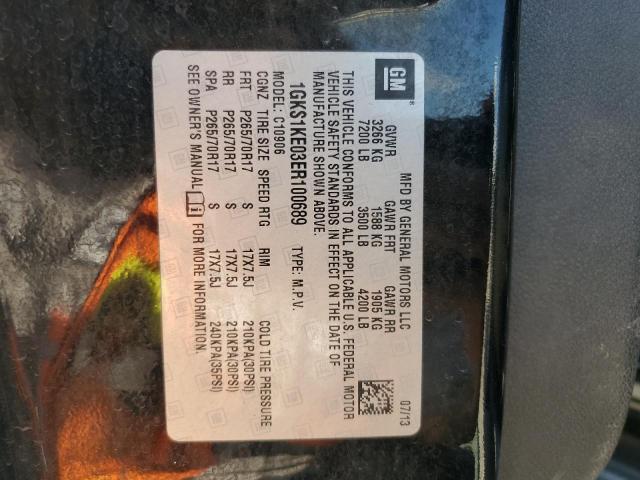 GM ®
MFD BY GENERAL MOTORS LLC 07/13
GVWR GAWR FRT GAWR RR
3266 KG 1588 KG 1905 KG
7200 LB 3500 LB 4200 LB
THIS VEHICLE CONFORMS TO ALL APPLICABLE U.S. FEDERAL MOTOR
VEHICLE SAFETY STANDARDS IN EFFECT ON THE DATE OF
MANUFACTURE SHOWN ABOVE.
1GKS1KE03ER100689 TYPE: M.P.V.
MODEL: C10906
CGNZ TIRE SIZE SPEED RTG RIM COLD TIRE PRESSURE
FRT P265/70R17 S 17X7.5J 210KPA(30PSI)
RR P265/70R17 S 17X7.5J 210KPA(30PSI)
SPA P265/70R17 S 17X7.5J 240KPA(35PSI)
SEE OWNER'S MANUAL i FOR MORE INFORMATION.